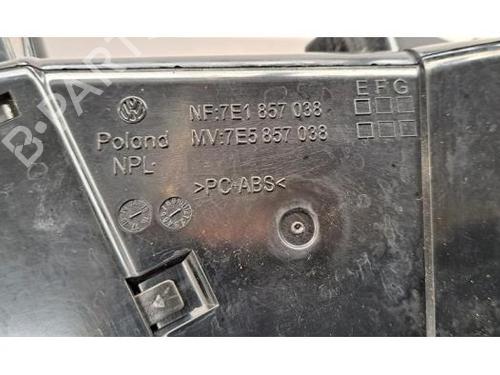 B-PARTS
NF:7E1 857 038 E F G
Poland MV:7E5 857 038
NPL
>PC+ABS<